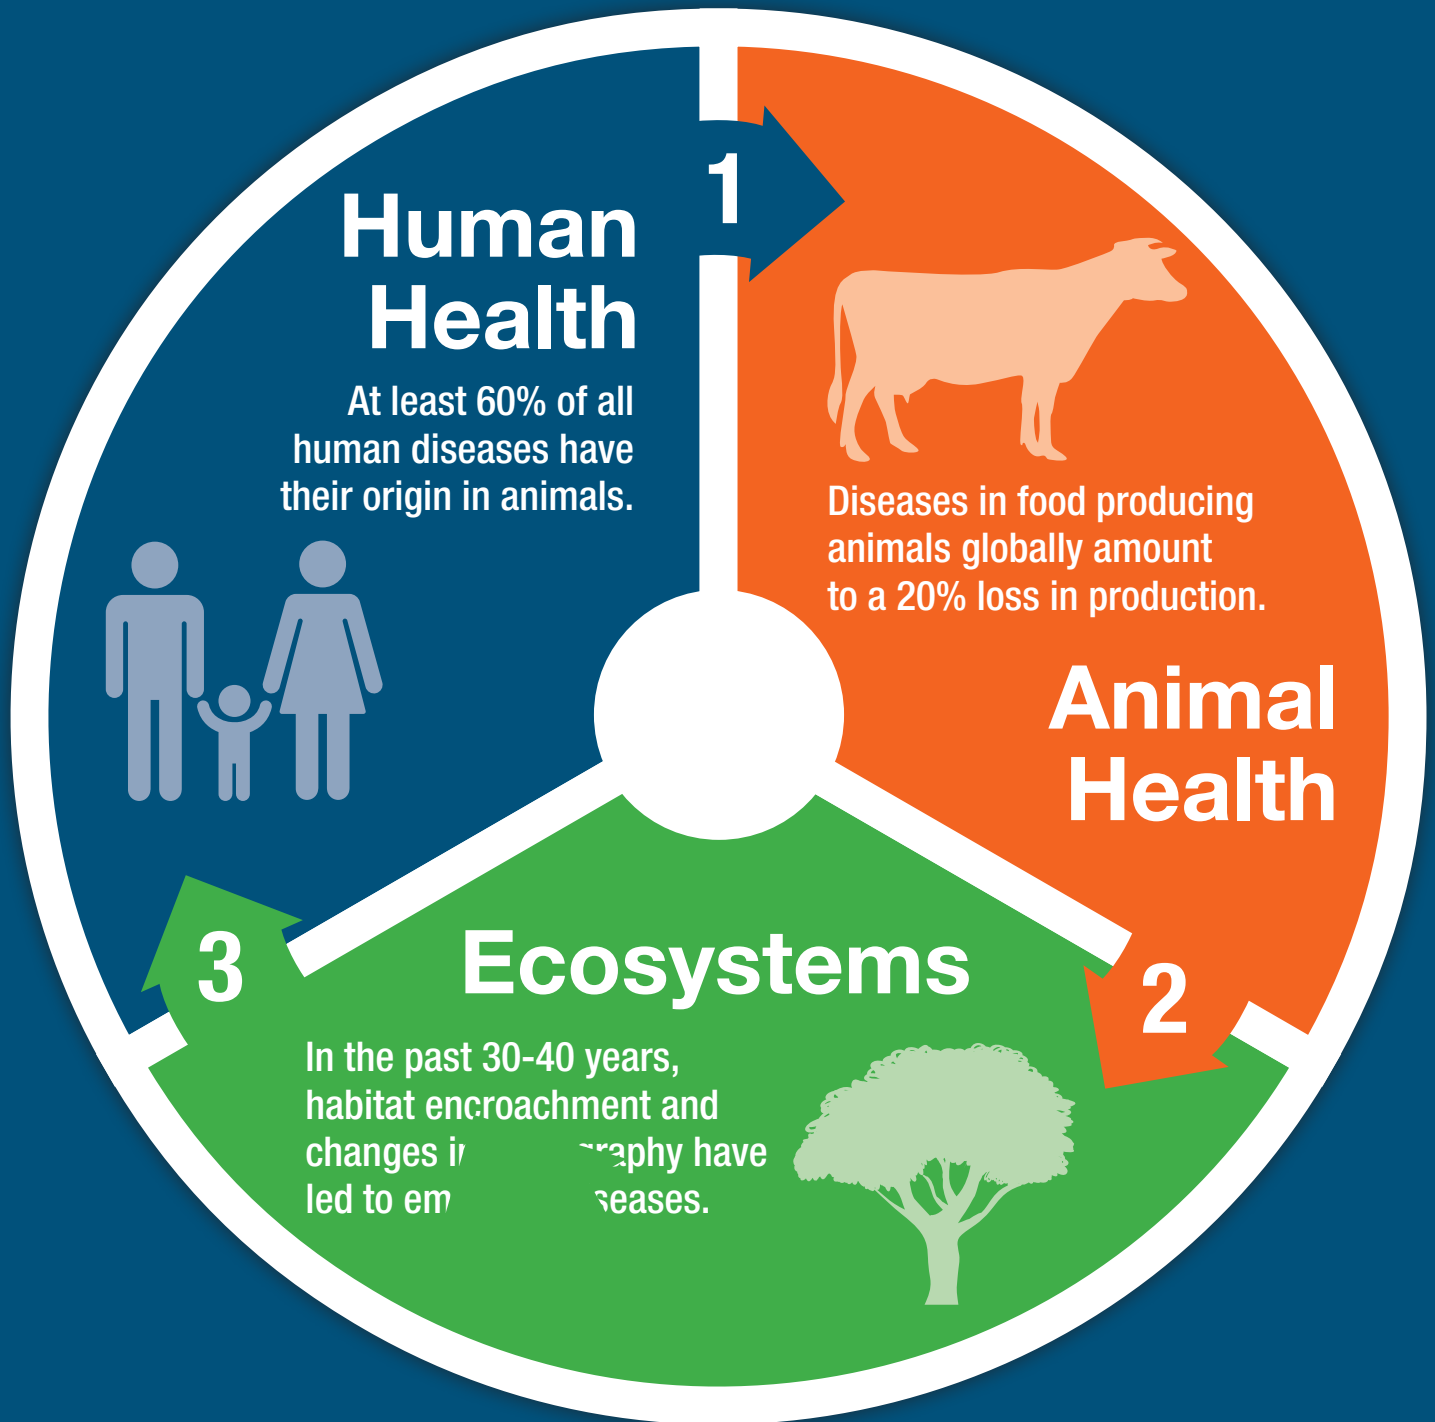 1
Human
Health
At least 60% of all
human diseases have
their origin in animals.
Diseases in food producing
animals globally amount
to a 20% loss in production.
Animal
Health
2
Ecosystems
In the past 30-40 years,
habitat encroachment and
changes have
led to
3